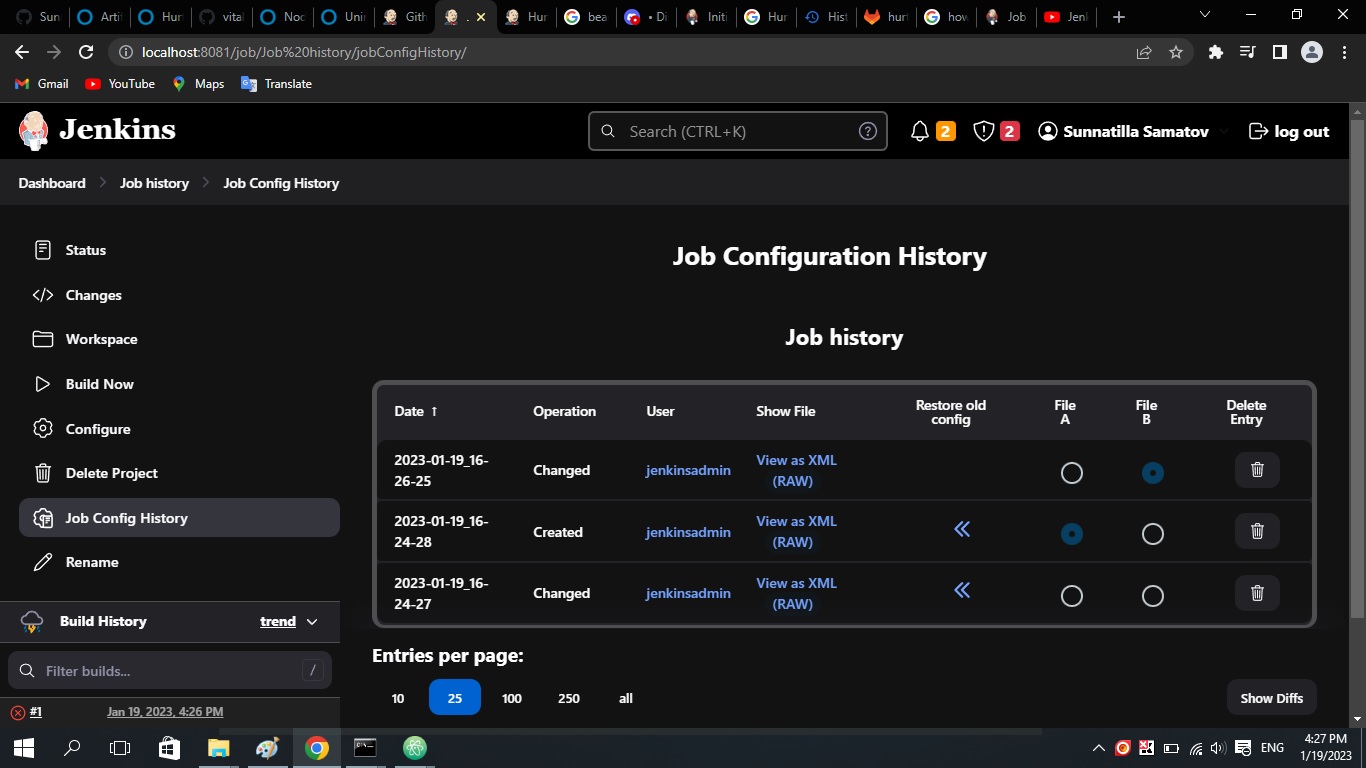 Sun
Arti
Hur
vita
Noc
Uni
Gith
.
Hur
bea
• Di
Initi
Hur
Hist
hurt
how
Job
Jenl
localhost:8081/job/Job%20history/jobConfigHistory/
Gmail
YouTube
Maps
Translate
Jenkins
Search (CTRL+K)
2
2
Sunnatilla Samatov
log out
Dashboard
Job history
Job Config History
Status
Changes
Workspace
Build Now
Configure
Delete Project
Job Config History
Rename
Build History
trend
Filter builds...
/
#1
Jan 19, 2023, 4:26 PM
Job Configuration History
Job history
Date ↑
Operation
User
Show File
Restore old
config
File
A
File
B
Delete
Entry
2023-01-19_16-
26-25
Changed
jenkinsadmin
View as XML
(RAW)
2023-01-19_16-
24-28
Created
jenkinsadmin
View as XML
(RAW)
2023-01-19_16-
24-27
Changed
jenkinsadmin
View as XML
(RAW)
Entries per page:
10
25
100
250
all
Show Diffs
ENG
4:27 PM
1/19/2023